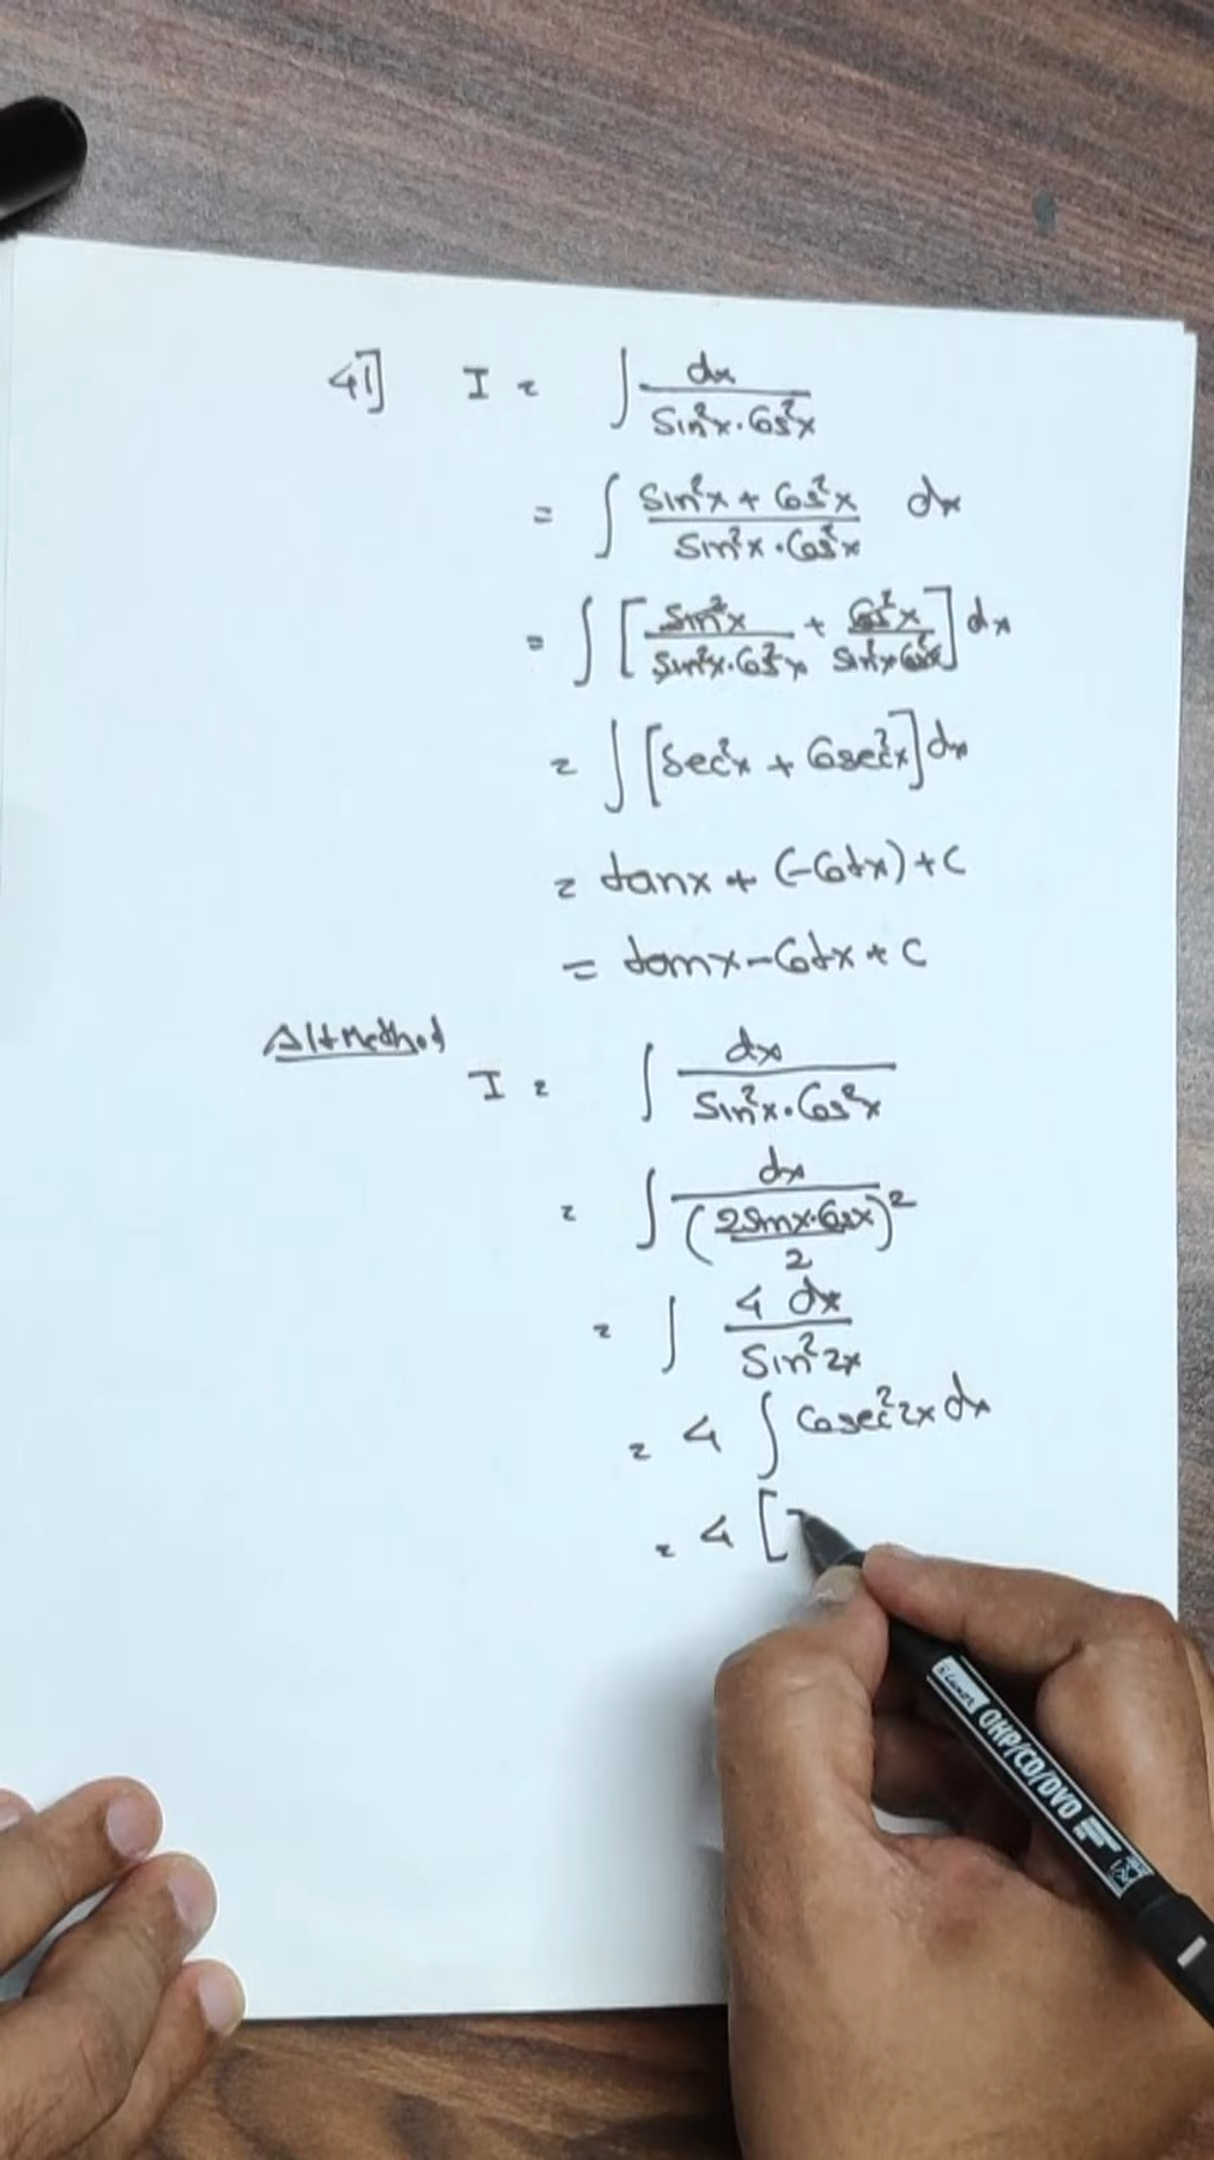 41] I = ∫ dx / Sin²x·Cos²x
= ∫ Sin²x + Cos²x / Sin²x·Cos²x dx
= ∫ [Sin²x / Sin²x·Cos²x + Cos²x / Sin²x Cos²x] dx
= ∫ [Sec²x + Cosec²x] dx
= tanx + (-Cotx) + C
= tanx - Cotx + C
Alt Method
I = ∫ dx / Sin²x·Cos²x
= ∫ dx / (2Sinx·Cosx / 2)²
= ∫ 4 dx / Sin²2x
= 4 ∫ Cosec²2x dx
= 4 [-
OHP/CD/DVD